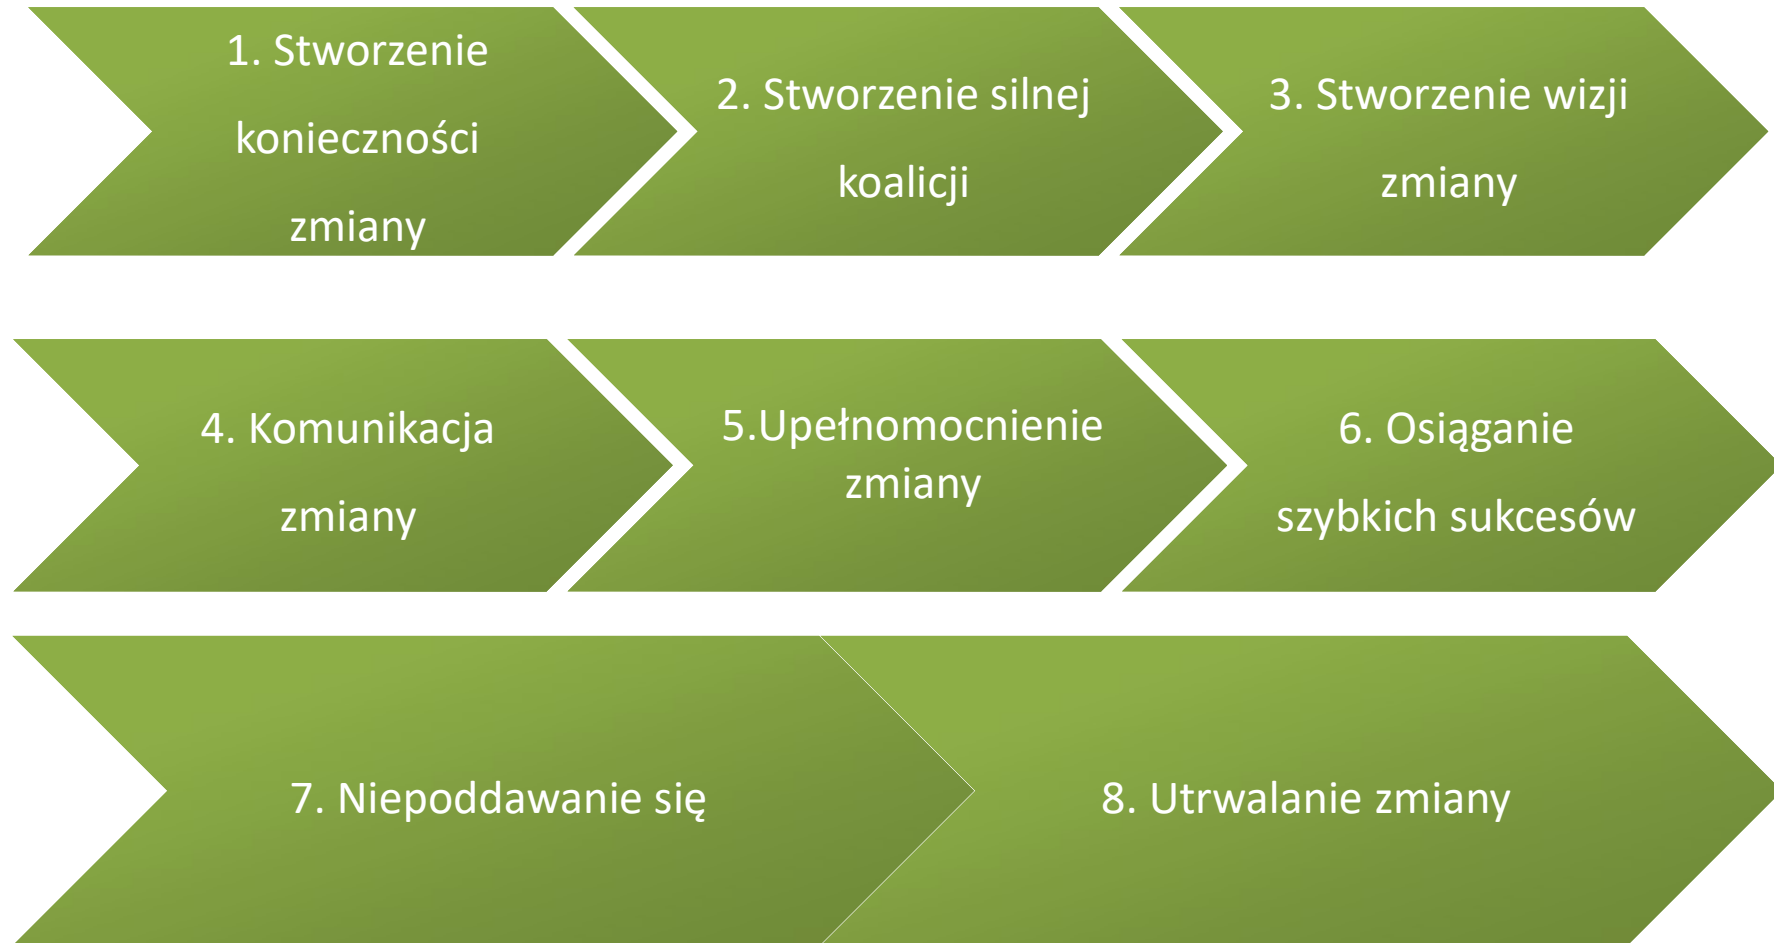 1. Stworzenie
konieczności
zmiany
2. Stworzenie silnej
koalicji
3. Stworzenie wizji
zmiany
4. Komunikacja
zmiany
5.Upełnomocnienie
zmiany
6. Osiąganie
szybkich sukcesów
7. Niepoddawanie się
8. Utrwalanie zmiany